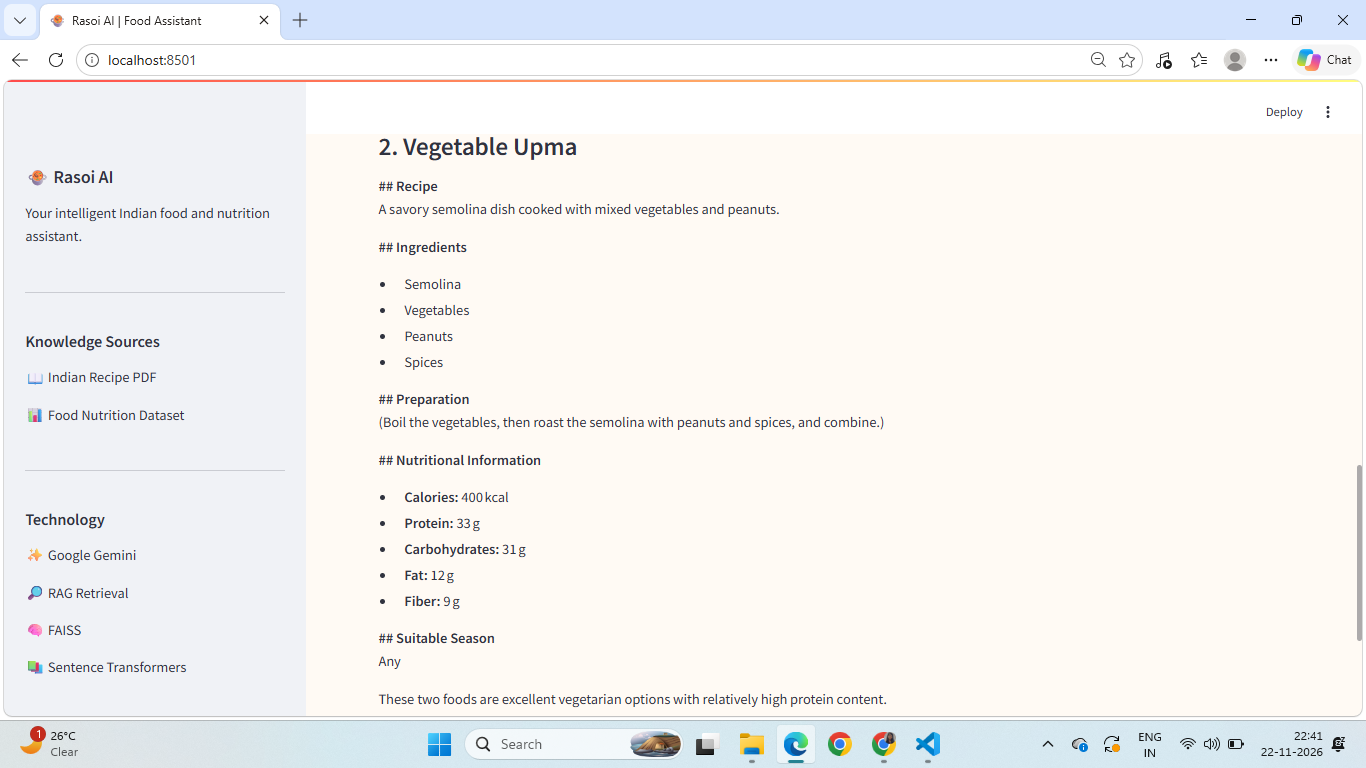 Rasoi AI | Food Assistant
localhost:8501
Chat
Deploy
Rasoi AI
Your intelligent Indian food and nutrition
assistant.
Knowledge Sources
Indian Recipe PDF
Food Nutrition Dataset
Technology
Google Gemini
RAG Retrieval
FAISS
Sentence Transformers
2. Vegetable Upma
## Recipe
A savory semolina dish cooked with mixed vegetables and peanuts.
## Ingredients
• Semolina
• Vegetables
• Peanuts
• Spices
## Preparation
(Boil the vegetables, then roast the semolina with peanuts and spices, and combine.)
## Nutritional Information
• Calories: 400 kcal
• Protein: 33 g
• Carbohydrates: 31 g
• Fat: 12 g
• Fiber: 9 g
## Suitable Season
Any
These two foods are excellent vegetarian options with relatively high protein content.
1
26°C
Clear
Search
ENG
IN
22:41
22-11-2026